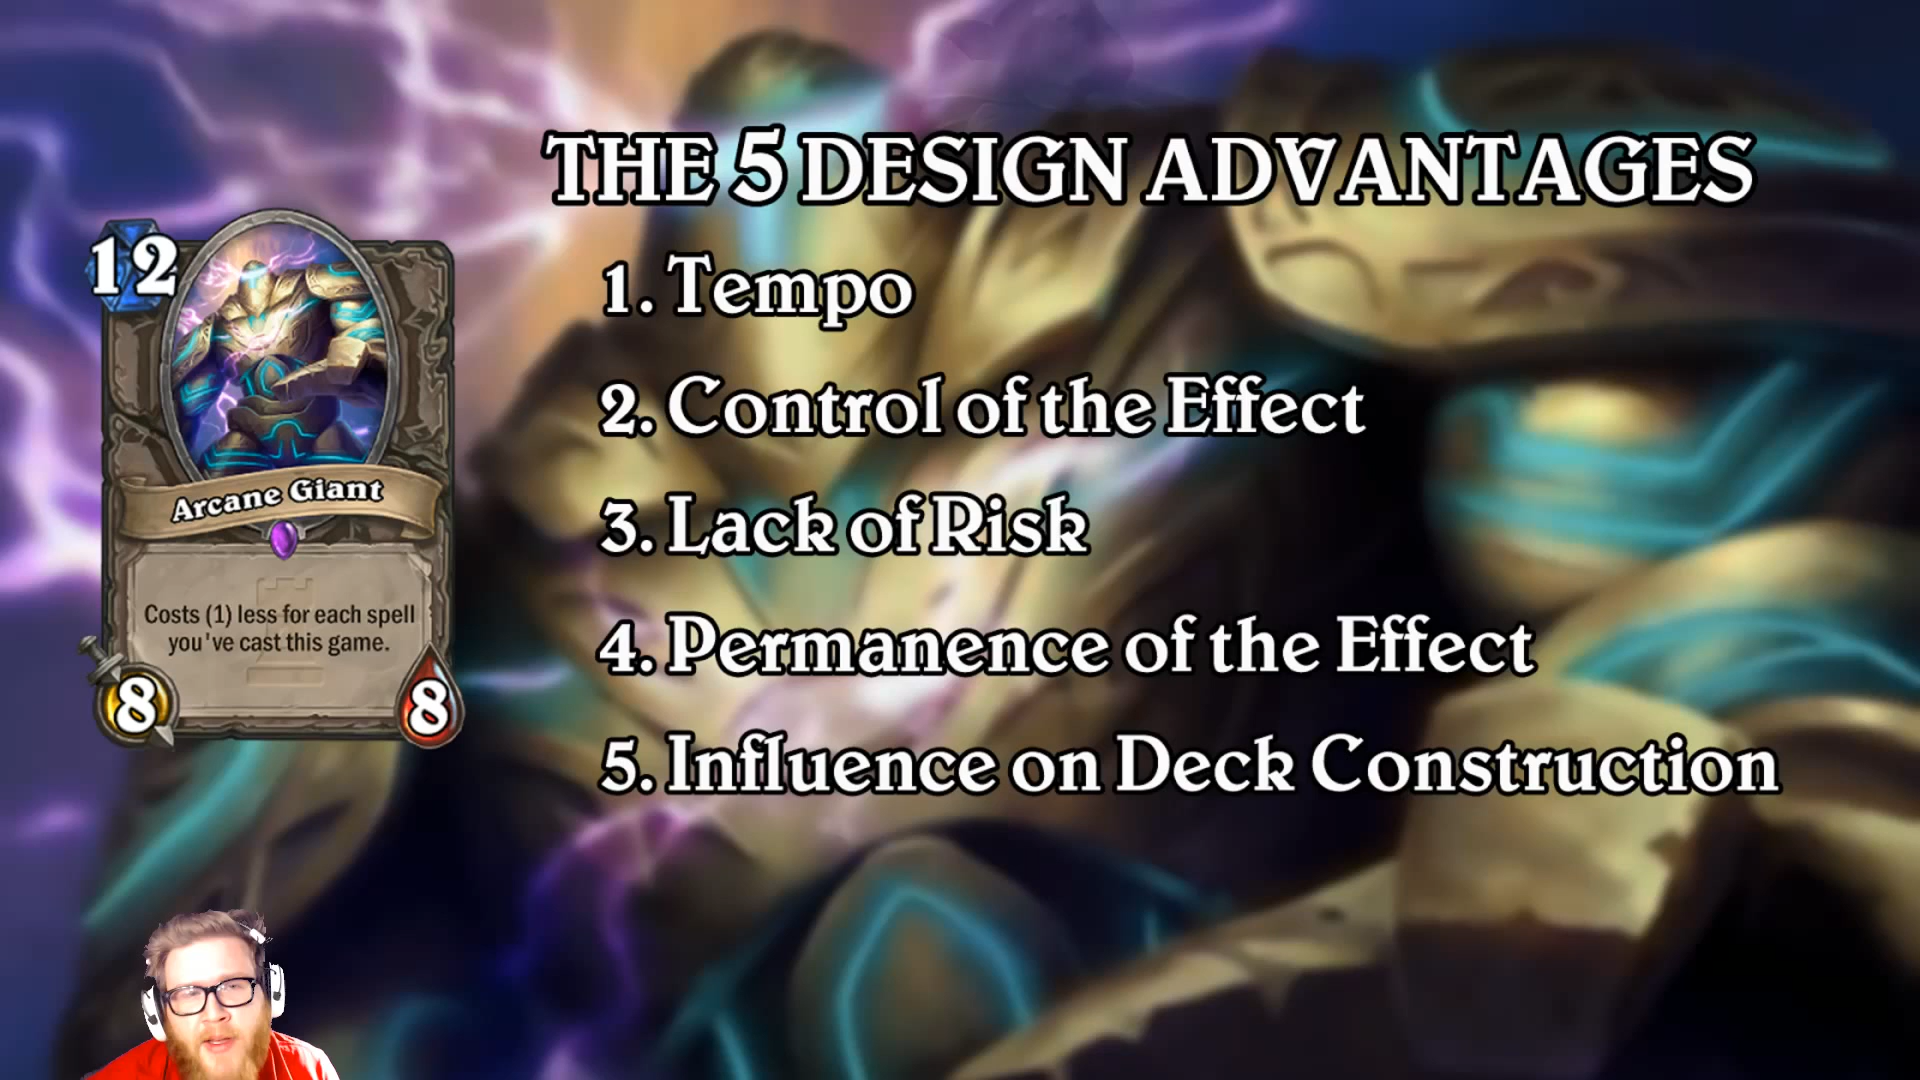 THE 5 DESIGN ADVANTAGES
1. Tempo
2. Control of the Effect
3. Lack of Risk
4. Permanence of the Effect
5. Influence on Deck Construction
12
Arcane Giant
Costs (1) less for each spell
you've cast this game.
8
8